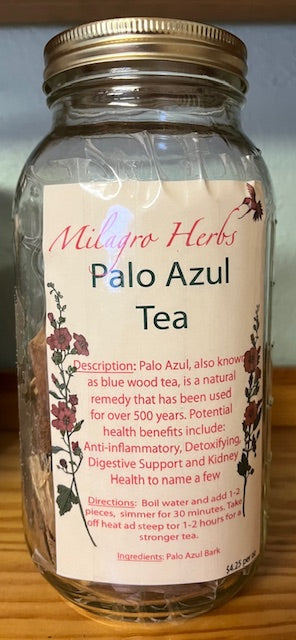 Milagro Herbs
Palo Azul
Tea
Description: Palo Azul, also known
as blue wood tea, is a natural
remedy that has been used
for over 500 years. Potential
health benefits include:
Anti-inflammatory, Detoxifying,
Digestive Support and Kidney
Health to name a few
Directions: Boil water and add 1-2
pieces, simmer for 30 minutes. Take
off heat ad steep tor 1-2 hours for a
stronger tea.
Ingredients: Palo Azul Bark
$4.25 per oz